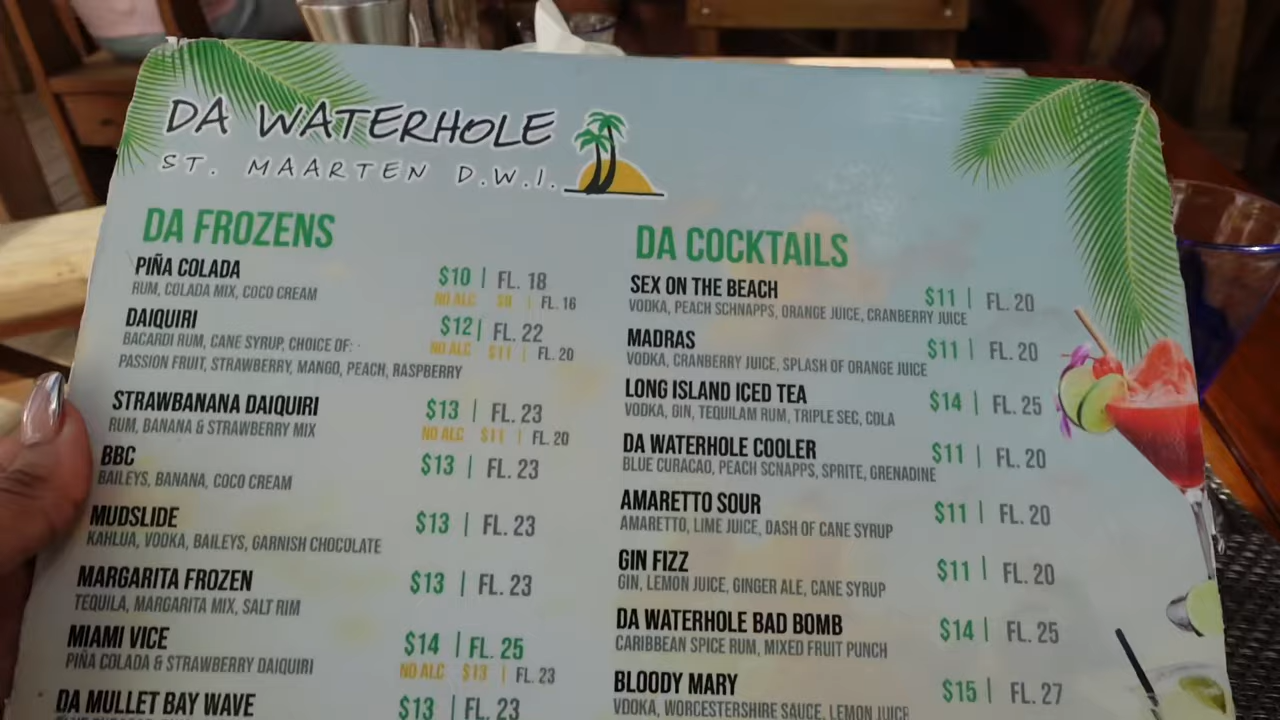 DA WATERHOLE
ST. MAARTEN D.W.I.
DA FROZENS
PIÑA COLADA $10 | FL. 18
RUM, COLADA MIX, COCO CREAM NO ALC | FL. 16
DAIQUIRI $12 | FL. 22
BACARDI RUM, CANE SYRUP, CHOICE OF: NO ALC $11 | FL. 20
PASSION FRUIT, STRAWBERRY, MANGO, PEACH, RASPBERRY
STRAWBANANA DAIQUIRI $13 | FL. 23
RUM, BANANA & STRAWBERRY MIX NO ALC $11 | FL. 20
BBC $13 | FL. 23
BAILEYS, BANANA, COCO CREAM
MUDSLIDE $13 | FL. 23
KAHLUA, VODKA, BAILEYS, GARNISH CHOCOLATE
MARGARITA FROZEN $13 | FL. 23
TEQUILA, MARGARITA MIX, SALT RIM
MIAMI VICE $14 | FL. 25
PIÑA COLADA & STRAWBERRY DAIQUIRI NO ALC $13 | FL. 23
DA MULLET BAY WAVE $13 | FL. 23
DA COCKTAILS
SEX ON THE BEACH $11 | FL. 20
VODKA, PEACH SCHNAPPS, ORANGE JUICE, CRANBERRY JUICE
MADRAS $11 | FL. 20
VODKA, CRANBERRY JUICE, SPLASH OF ORANGE JUICE
LONG ISLAND ICED TEA $14 | FL. 25
VODKA, GIN, TEQUILAM RUM, TRIPLE SEC, COLA
DA WATERHOLE COOLER $11 | FL. 20
BLUE CURACAO, PEACH SCNAPPS, SPRITE, GRENADINE
AMARETTO SOUR $11 | FL. 20
AMARETTO, LIME JUICE, DASH OF CANE SYRUP
GIN FIZZ $11 | FL. 20
GIN, LEMON JUICE, GINGER ALE, CANE SYRUP
DA WATERHOLE BAD BOMB $14 | FL. 25
CARIBBEAN SPICE RUM, MIXED FRUIT PUNCH
BLOODY MARY $15 | FL. 27
VODKA, WORCESTERSHIRE SAUCE, LEMON JUICE